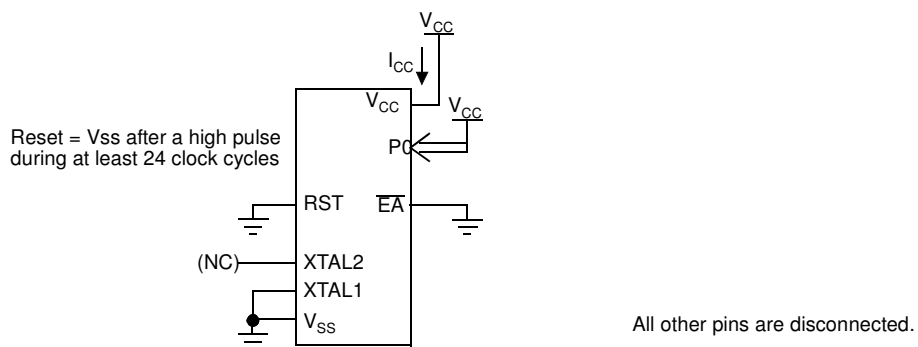 V_CC
I_CC
V_CC
V_CC
Reset = Vss after a high pulse
during at least 24 clock cycles
P0
RST
EA
(NC)
XTAL2
XTAL1
V_SS
All other pins are disconnected.